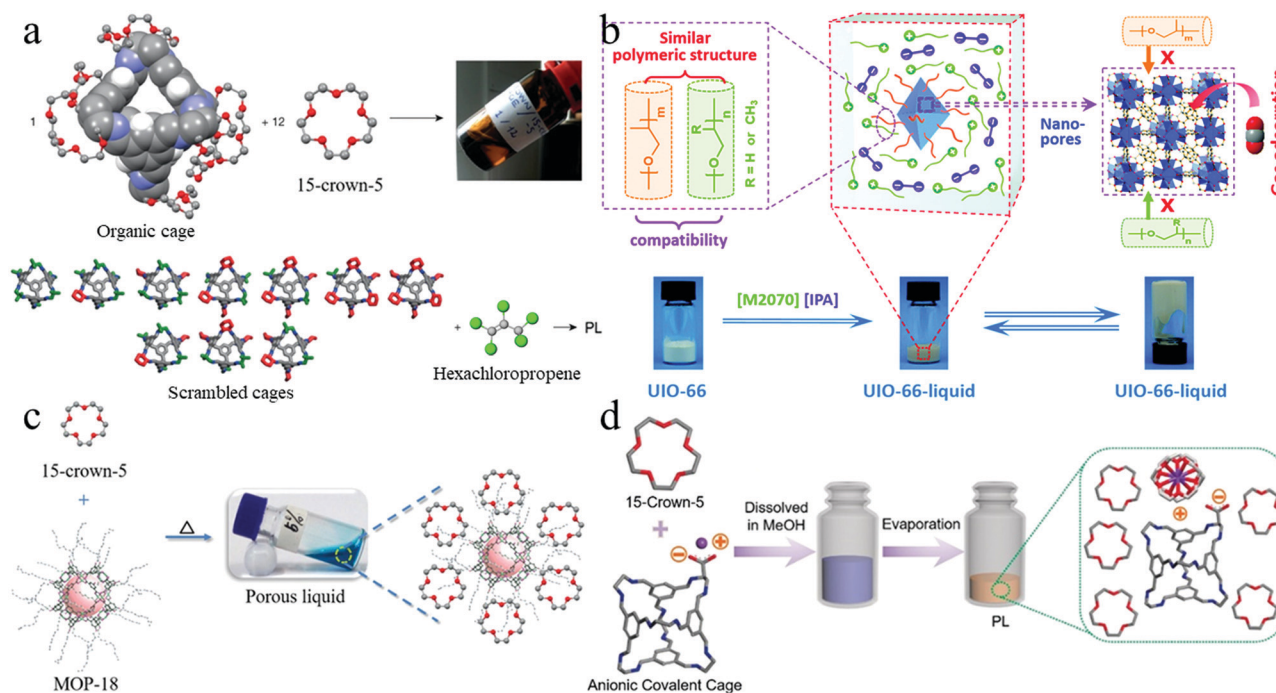 a
1
+ 12
15-crown-5
Organic cage
+
PL
Hexachloropropene
Scrambled cages
b
Similar
polymeric structure
m
n
O
O
R
R = H or CH3
compatibility
Nano-
pores
O
m
X
X
O
R
n
[M2070] [IPA]
UIO-66
UIO-66-liquid
UIO-66-liquid
c
15-crown-5
+
MOP-18
△
Porous liquid
d
15-Crown-5
+
Anionic Covalent Cage
Dissolved
in MeOH
Evaporation
PL